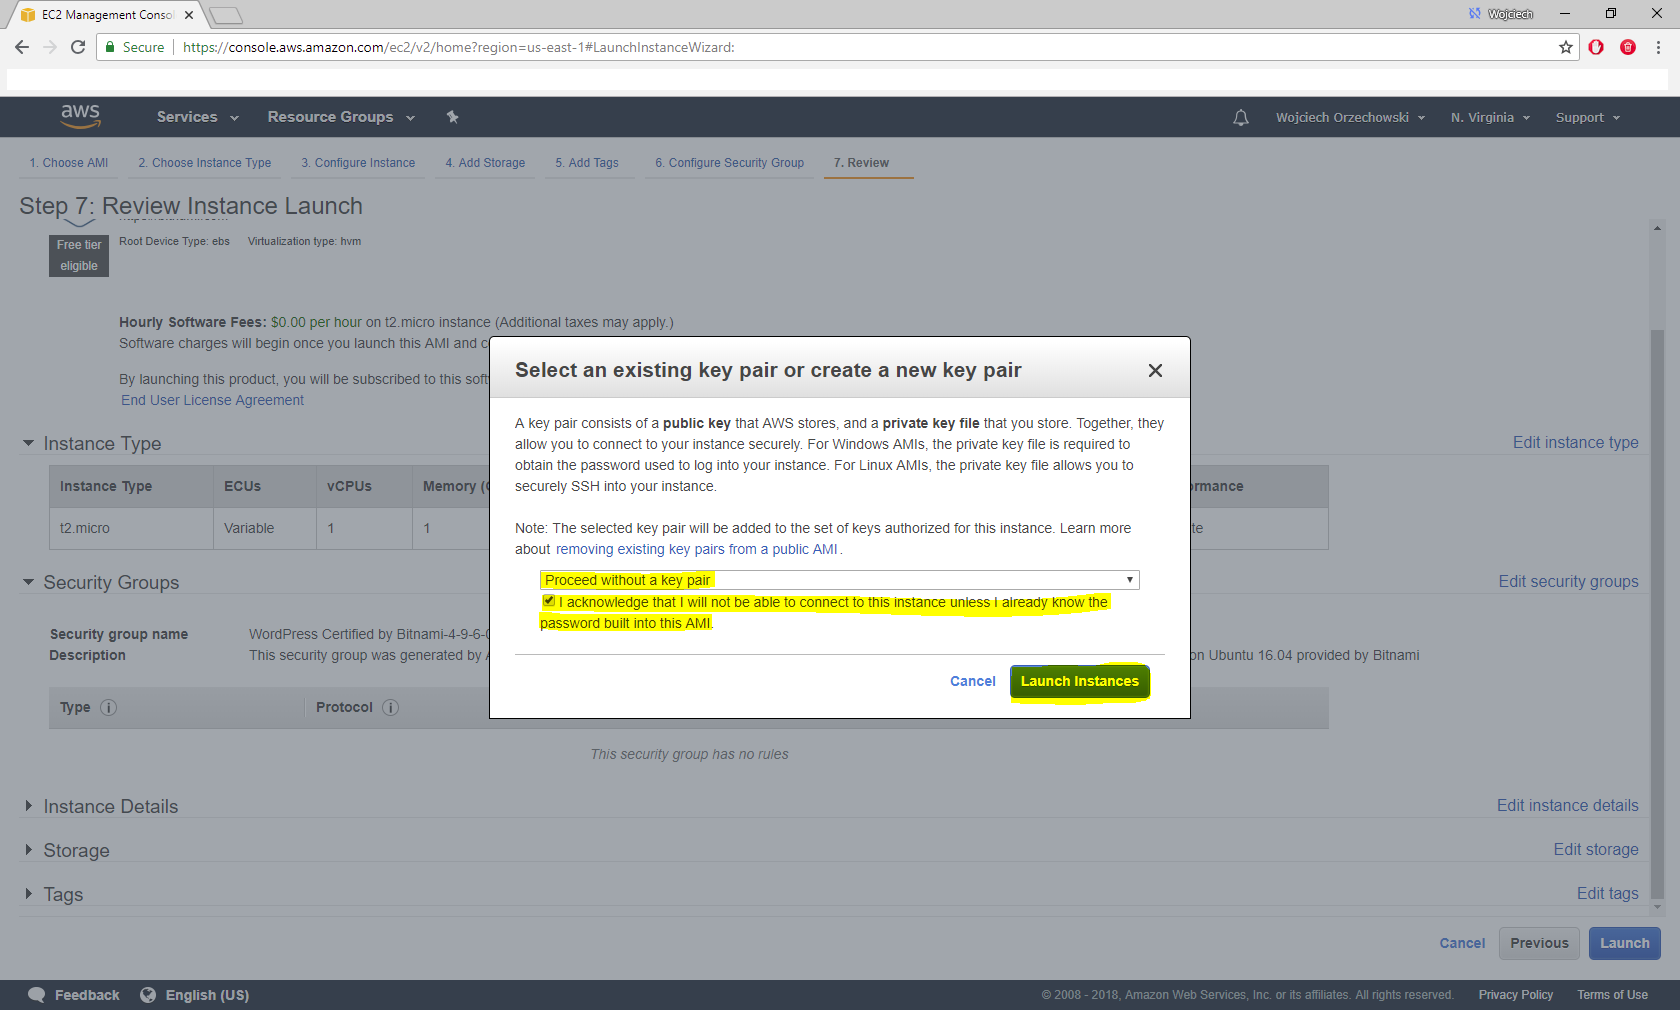 EC2 Management Consol
Wojciech
Secure
https://console.aws.amazon.com/ec2/v2/home?region=us-east-1#LaunchInstanceWizard:
aws
Services
Resource Groups
Wojciech Orzechowski
N. Virginia
Support
1. Choose AMI
2. Choose Instance Type
3. Configure Instance
4. Add Storage
5. Add Tags
6. Configure Security Group
7. Review
Step 7: Review Instance Launch
Free tier
eligible
Root Device Type: ebs Virtualization type: hvm
Hourly Software Fees: $0.00 per hour on t2.micro instance (Additional taxes may apply.)
Software charges will begin once you launch this AMI and
By launching this product, you will be subscribed to this
End User License Agreement
Select an existing key pair or create a new key pair
A key pair consists of a public key that AWS stores, and a private key file that you store. Together, they
allow you to connect to your instance securely. For Windows AMIs, the private key file is required to
obtain the password used to log into your instance. For Linux AMIs, the private key file allows you to
securely SSH into your instance.
Note: The selected key pair will be added to the set of keys authorized for this instance. Learn more
about removing existing key pairs from a public AMI.
Proceed without a key pair
I acknowledge that I will not be able to connect to this instance unless I already know the
password built into this AMI.
Cancel
Launch Instances
Instance Type
Edit instance type
Instance Type ECUs vCPUs Memory (
rmance
t2.micro Variable 1 1
te
Security Groups
Edit security groups
Security group name WordPress Certified by Bitnami-4-9-6-
Description This security group was generated by
on Ubuntu 16.04 provided by Bitnami
Type
Protocol
This security group has no rules
Instance Details
Edit instance details
Storage
Edit storage
Tags
Edit tags
Cancel
Previous
Launch
Feedback
English (US)
© 2008 - 2018, Amazon Web Services, Inc. or its affiliates. All rights reserved.
Privacy Policy
Terms of Use